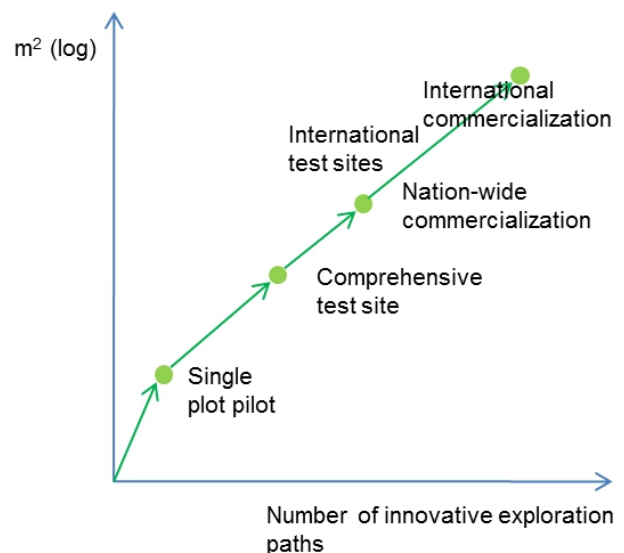 m² (log)
International
commercialization
International
test sites
Nation-wide
commercialization
Comprehensive
test site
Single
plot pilot
Number of innovative exploration
paths